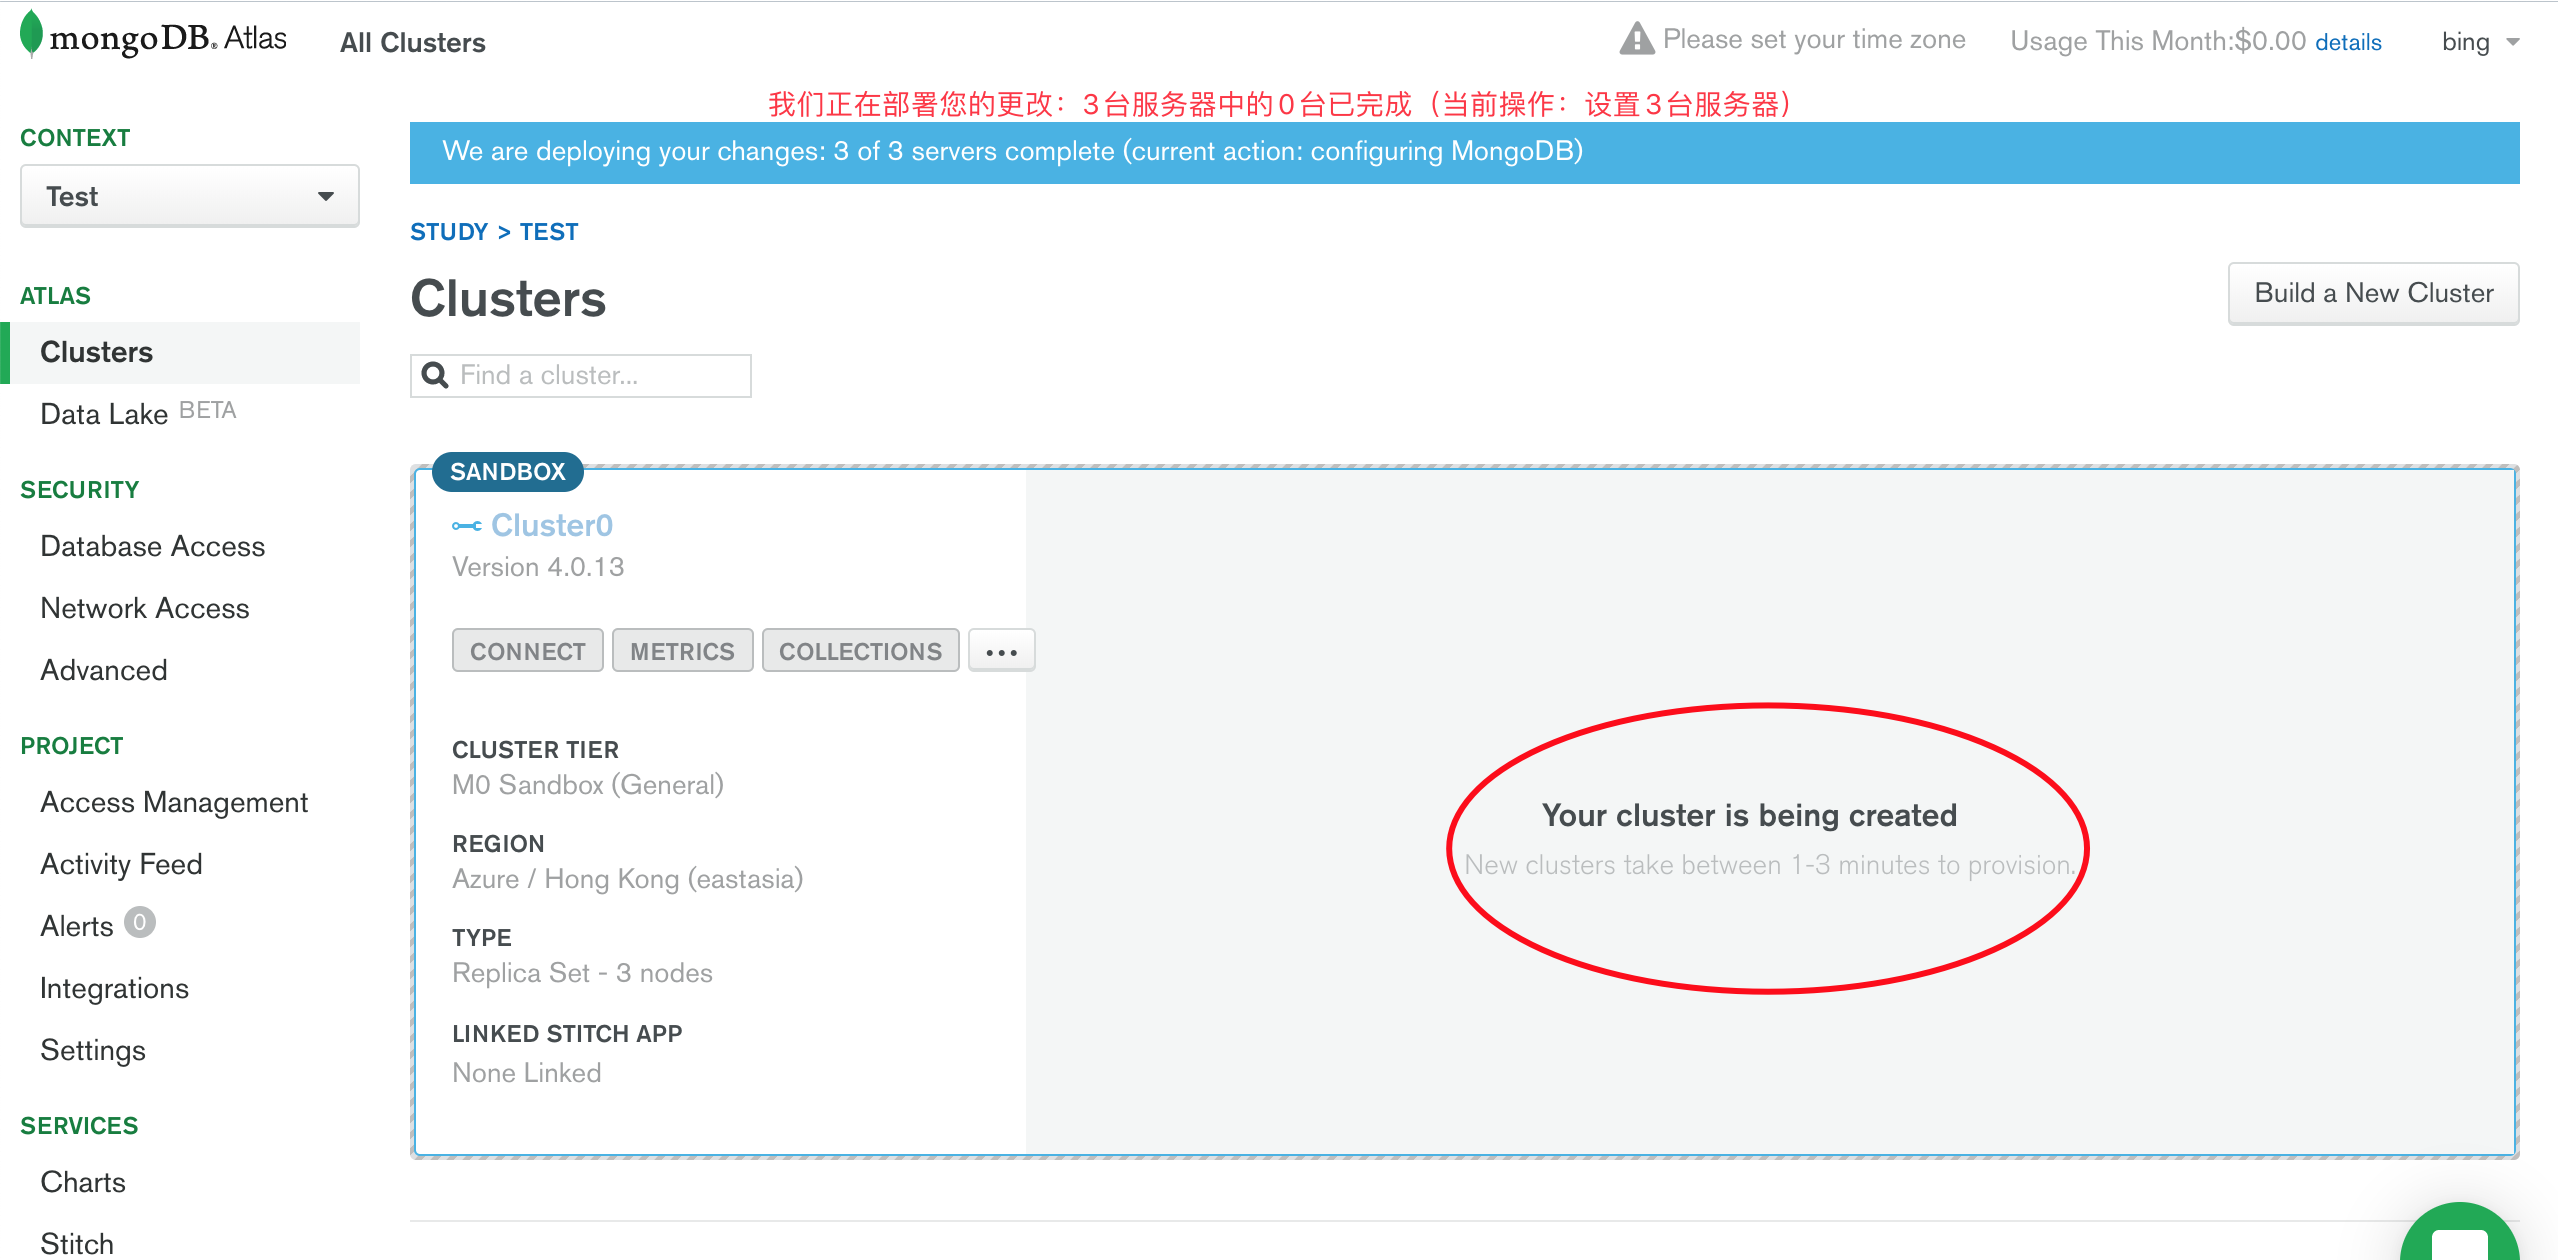 mongoDB® Atlas
All Clusters
Please set your time zone
Usage This Month:$0.00 details
bing
我们正在部署您的更改：3台服务器中的0台已完成（当前操作：设置3台服务器）
We are deploying your changes: 3 of 3 servers complete (current action: configuring MongoDB)
CONTEXT
Test
ATLAS
Clusters
Data Lake BETA
SECURITY
Database Access
Network Access
Advanced
PROJECT
Access Management
Activity Feed
Alerts 0
Integrations
Settings
SERVICES
Charts
Stitch
STUDY > TEST
Clusters
Build a New Cluster
Find a cluster...
SANDBOX
Cluster0
Version 4.0.13
CONNECT
METRICS
COLLECTIONS
...
CLUSTER TIER
M0 Sandbox (General)
REGION
Azure / Hong Kong (eastasia)
TYPE
Replica Set - 3 nodes
LINKED STITCH APP
None Linked
Your cluster is being created
New clusters take between 1-3 minutes to provision.